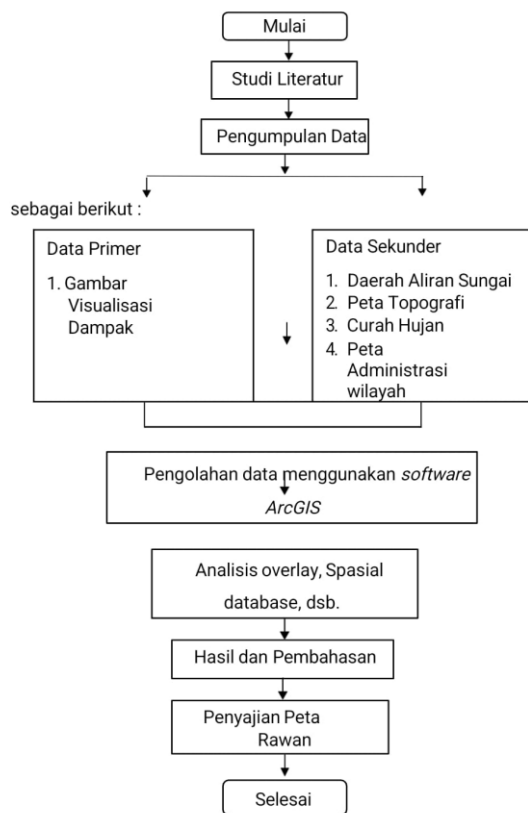 Mulai
Studi Literatur
Pengumpulan Data
sebagai berikut :
Data Primer
1. Gambar
Visualisasi
Dampak
Data Sekunder
1. Daerah Aliran Sungai
2. Peta Topografi
3. Curah Hujan
4. Peta
Administrasi
wilayah
Pengolahan data menggunakan software
ArcGIS
Analisis overlay, Spasial
database, dsb.
Hasil dan Pembahasan
Penyajian Peta
Rawan
Selesai